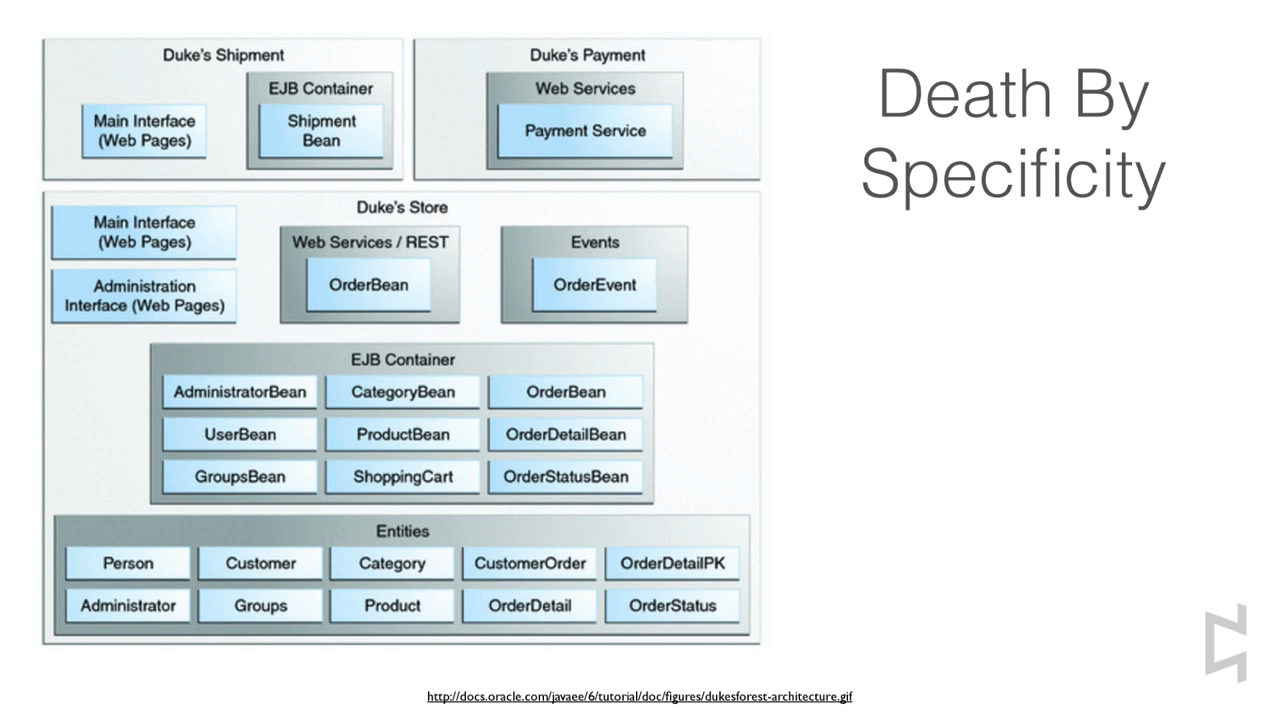 Death By
Specificity
Duke's Shipment
Main Interface
(Web Pages)
EJB Container
Shipment
Bean
Duke's Payment
Web Services
Payment Service
Duke's Store
Main Interface
(Web Pages)
Administration
Interface (Web Pages)
Web Services / REST
OrderBean
Events
OrderEvent
EJB Container
AdministratorBean
CategoryBean
OrderBean
UserBean
ProductBean
OrderDetailBean
GroupsBean
ShoppingCart
OrderStatusBean
Entities
Person
Customer
Category
CustomerOrder
OrderDetailPK
Administrator
Groups
Product
OrderDetail
OrderStatus
http://docs.oracle.com/javaee/6/tutorial/doc/figures/dukesforest-architecture.gif